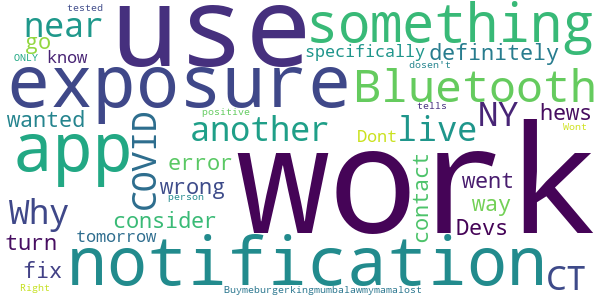 tested
near
use
something
go
know
specifically
definitely
ONLY
dosen't
exposure
Bluetooth
tells
wanted
COVID
positive
another
live
NY
hews
app
Dont
Wont
error
work
contact
Why
wrong
person
went
consider
way
turn
tomorrow
Devs
fix
notification
CT
Right
Buymeburgerkingmumbalawmymamalost